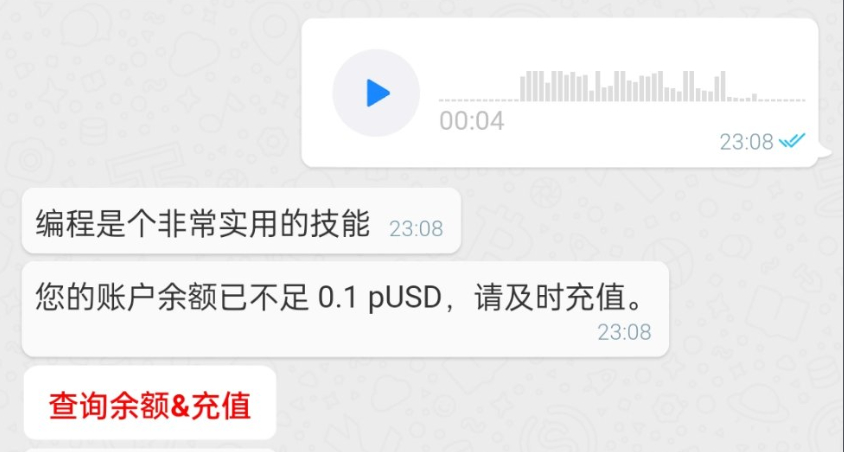 00:04
23:08
编程是个非常实用的技能 23:08
您的账户余额已不足 0.1 pUSD，请及时充值。
23:08
查询余额&充值